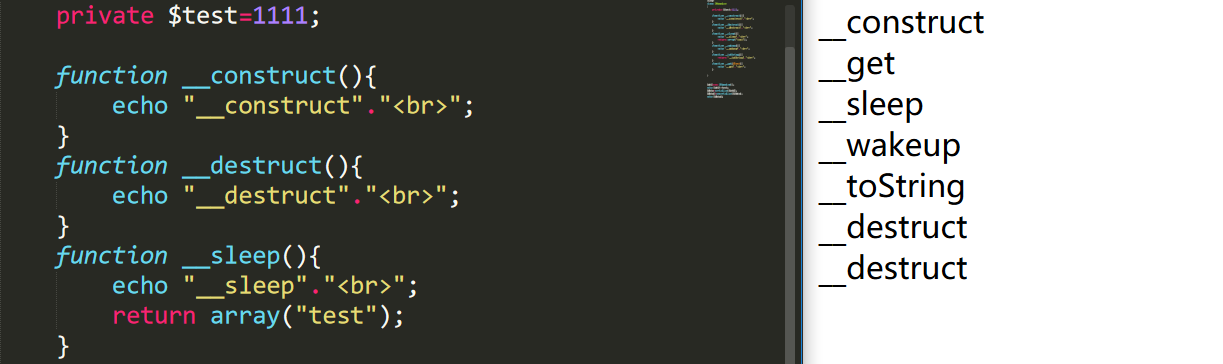 private $test=1111;
function __construct(){
echo "__construct"."<br>";
}
function __destruct(){
echo "__destruct"."<br>";
}
function __sleep(){
echo "__sleep"."<br>";
return array("test");
}
__construct
__get
__sleep
__wakeup
__toString
__destruct
__destruct